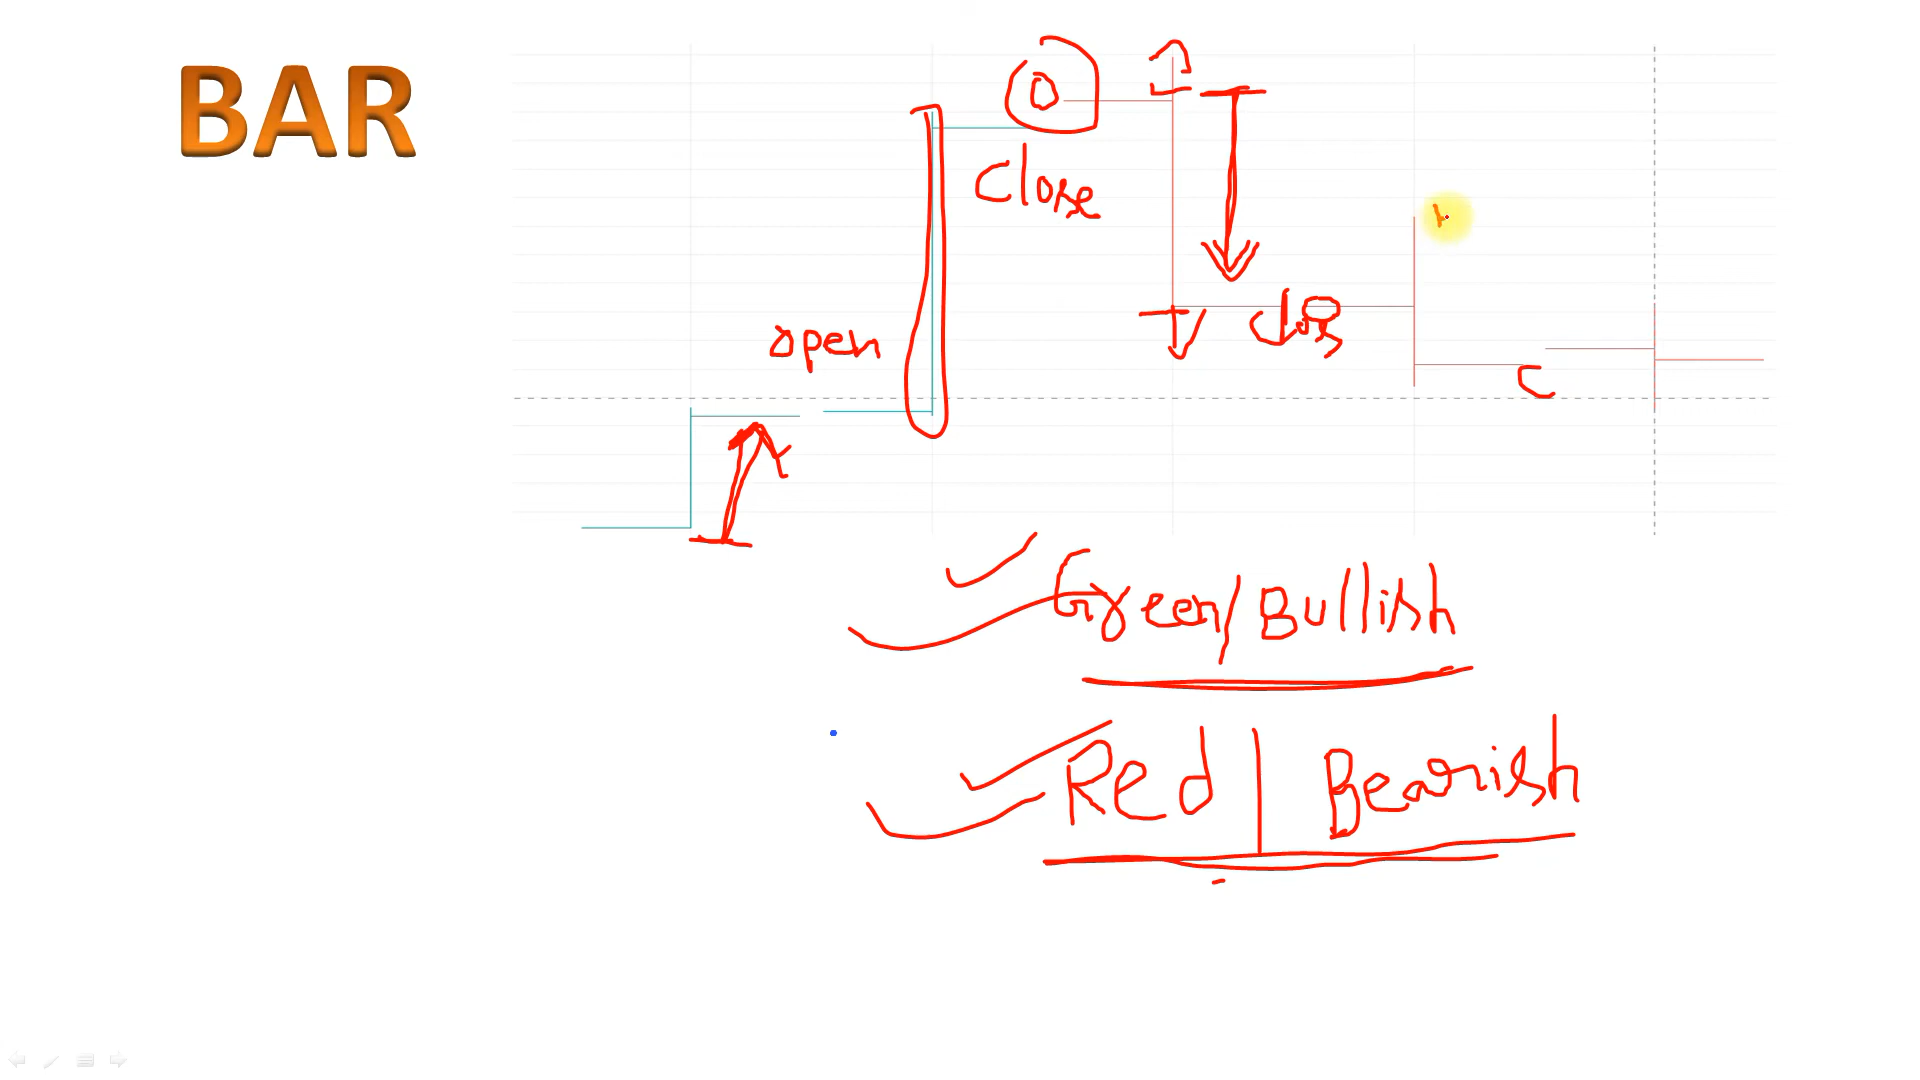 BAR
O
Close
open
C
Green/Bullish
Red | Bearish